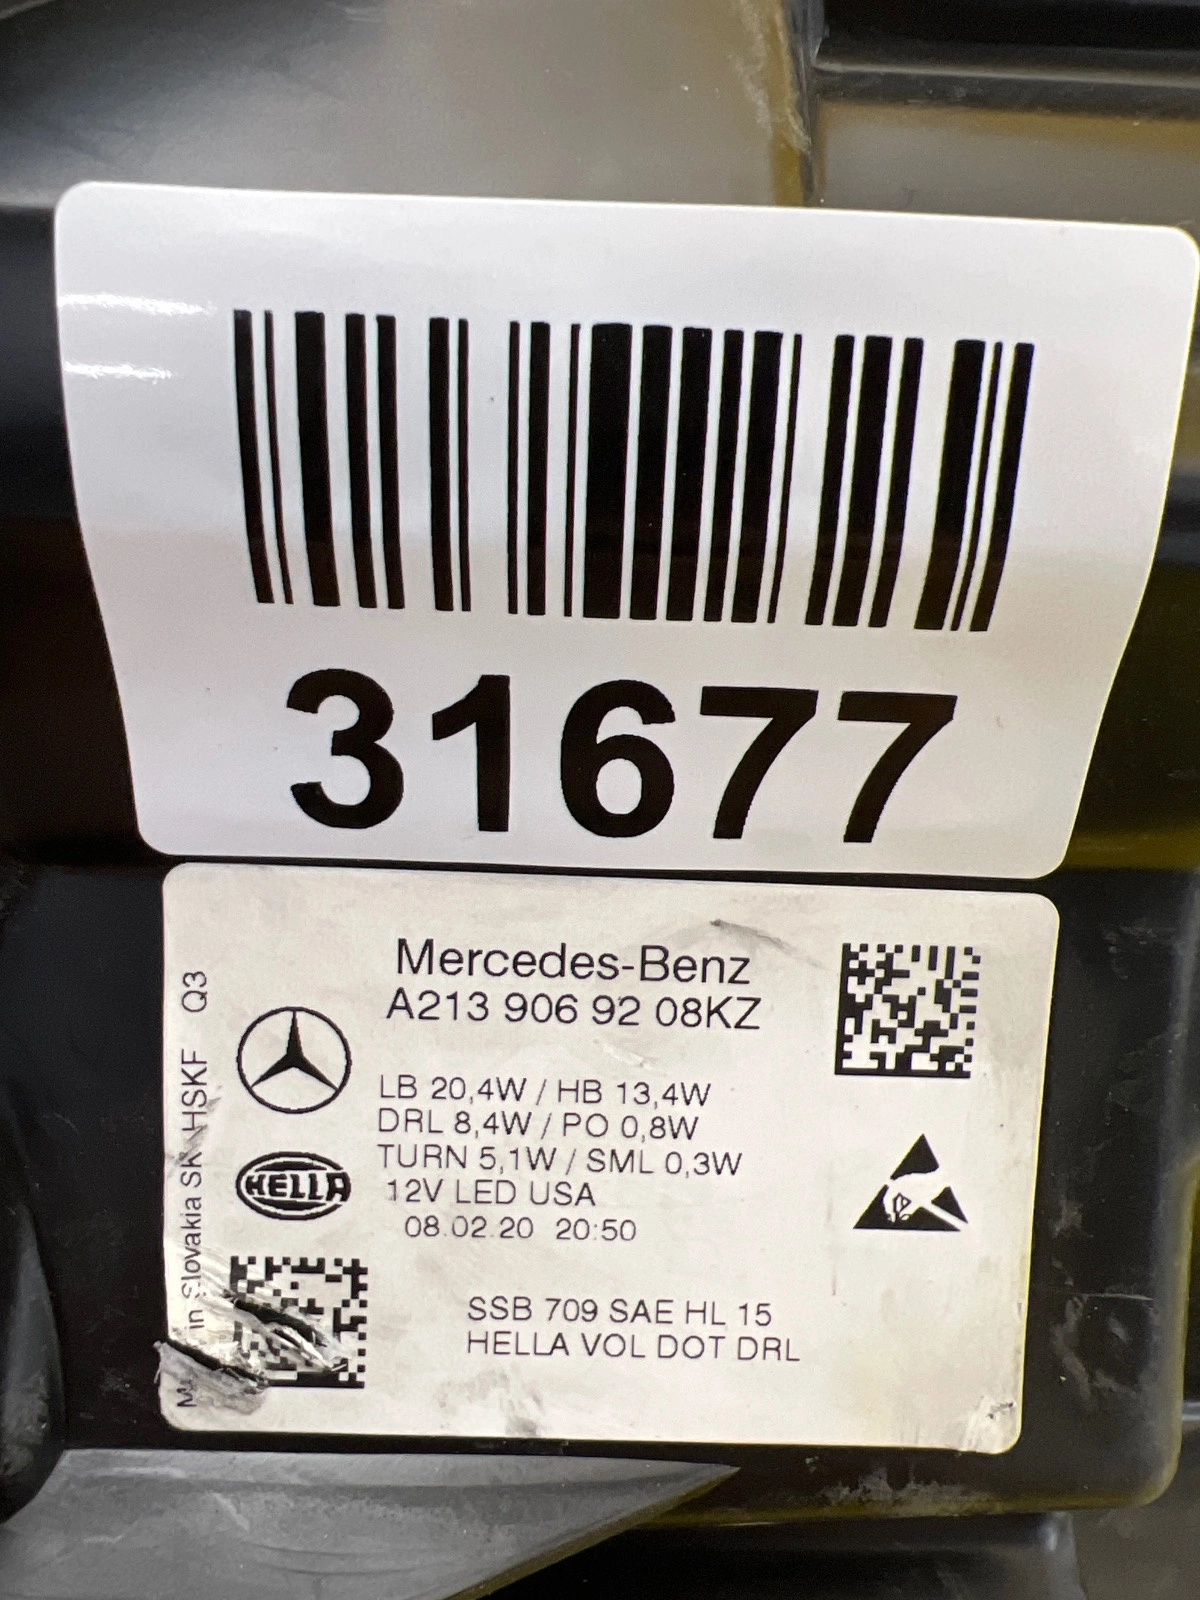 31677
Mercedes-Benz
A213 906 92 08KZ
LB 20,4W / HB 13,4W
DRL 8,4W / PO 0,8W
TURN 5,1W / SML 0,3W
12V LED USA
08.02.20 20:50
SSB 709 SAE HL 15
HELLA VOL DOT DRL
HELLA
in Slovakia SK HSKF Q3